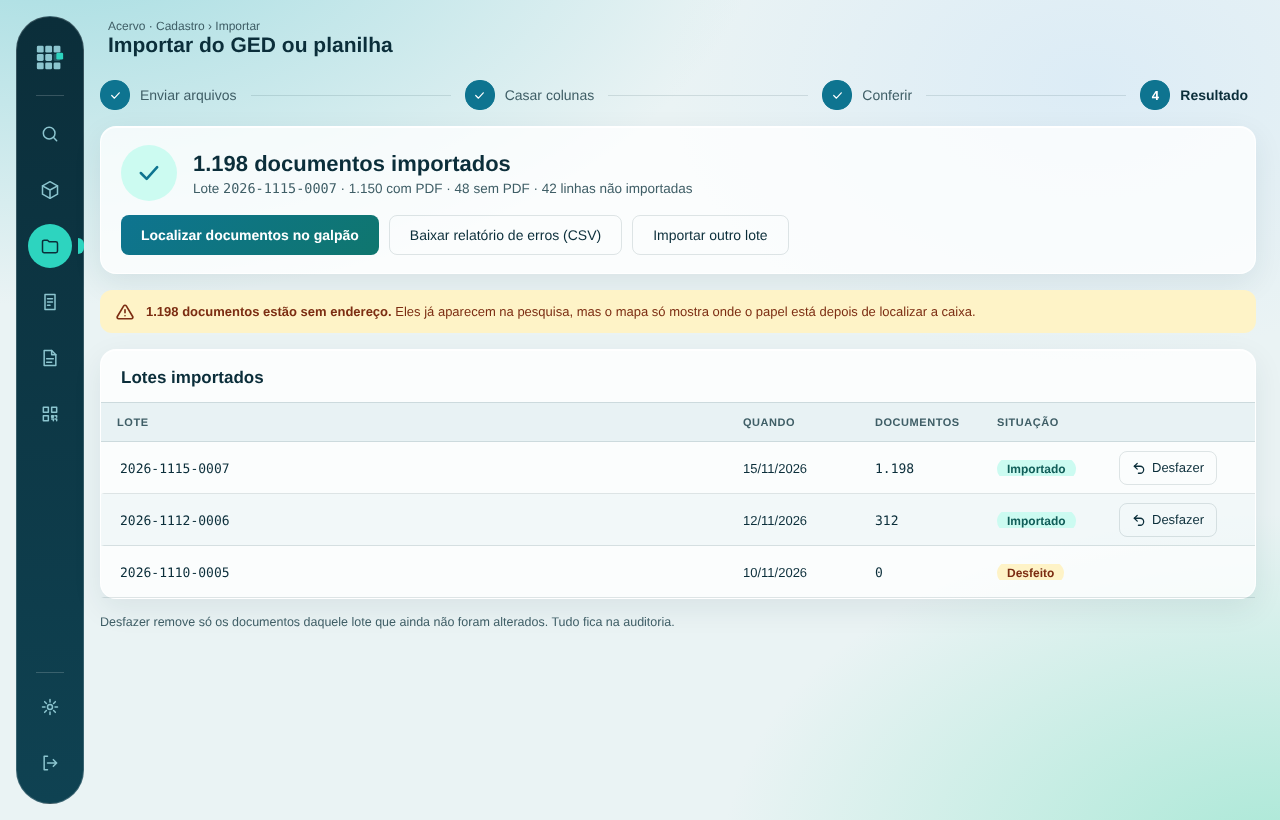 Acervo · Cadastro › Importar
Importar do GED ou planilha
Enviar arquivos
Casar colunas
Conferir
4 Resultado
1.198 documentos importados
Lote 2026-1115-0007 · 1.150 com PDF · 48 sem PDF · 42 linhas não importadas
Localizar documentos no galpão
Baixar relatório de erros (CSV)
Importar outro lote
1.198 documentos estão sem endereço. Eles já aparecem na pesquisa, mas o mapa só mostra onde o papel está depois de localizar a caixa.
Lotes importados
LOTE QUANDO DOCUMENTOS SITUAÇÃO
2026-1115-0007 15/11/2026 1.198 Importado Desfazer
2026-1112-0006 12/11/2026 312 Importado Desfazer
2026-1110-0005 10/11/2026 0 Desfeito
Desfazer remove só os documentos daquele lote que ainda não foram alterados. Tudo fica na auditoria.